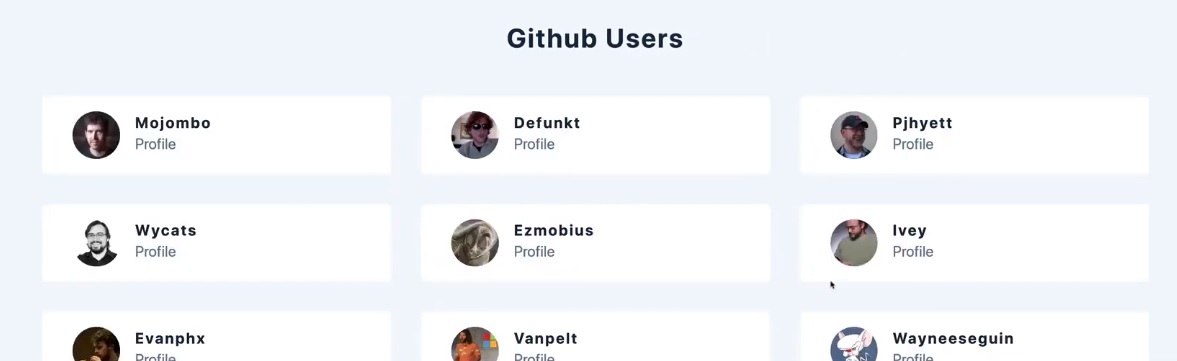 Github Users
Mojombo
Profile
Defunkt
Profile
Pjhyett
Profile
Wycats
Profile
Ezmobius
Profile
Ivey
Profile
Evanphx
Profile
Vanpelt
Profile
Wayneeseguin
Profile